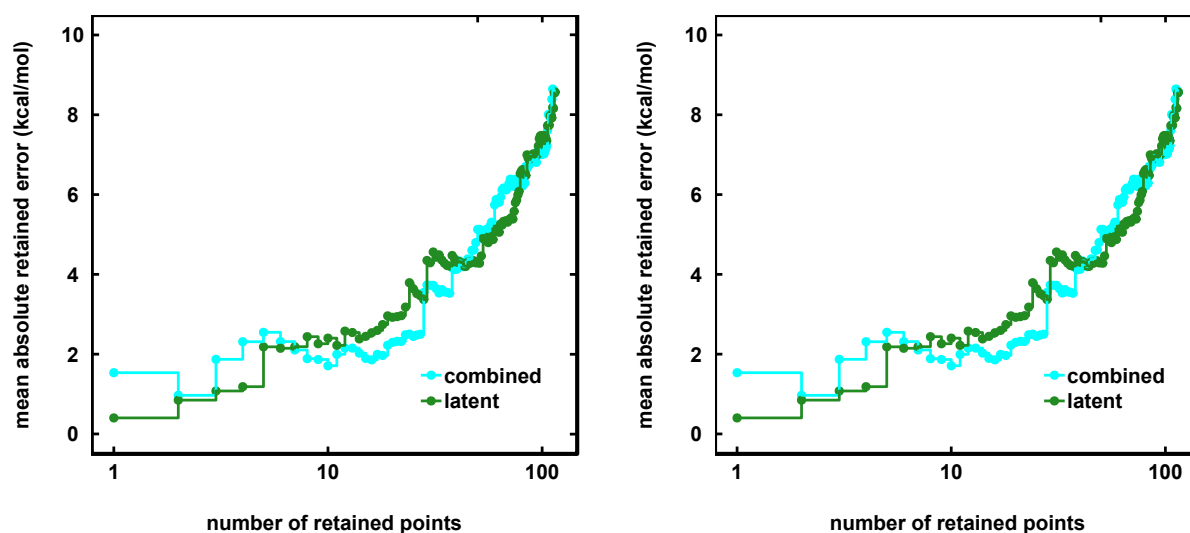 mean absolute retained error (kcal/mol)
10
8
6
4
2
0
combined
latent
1
10
100
number of retained points
mean absolute retained error (kcal/mol)
10
8
6
4
2
0
combined
latent
1
10
100
number of retained points